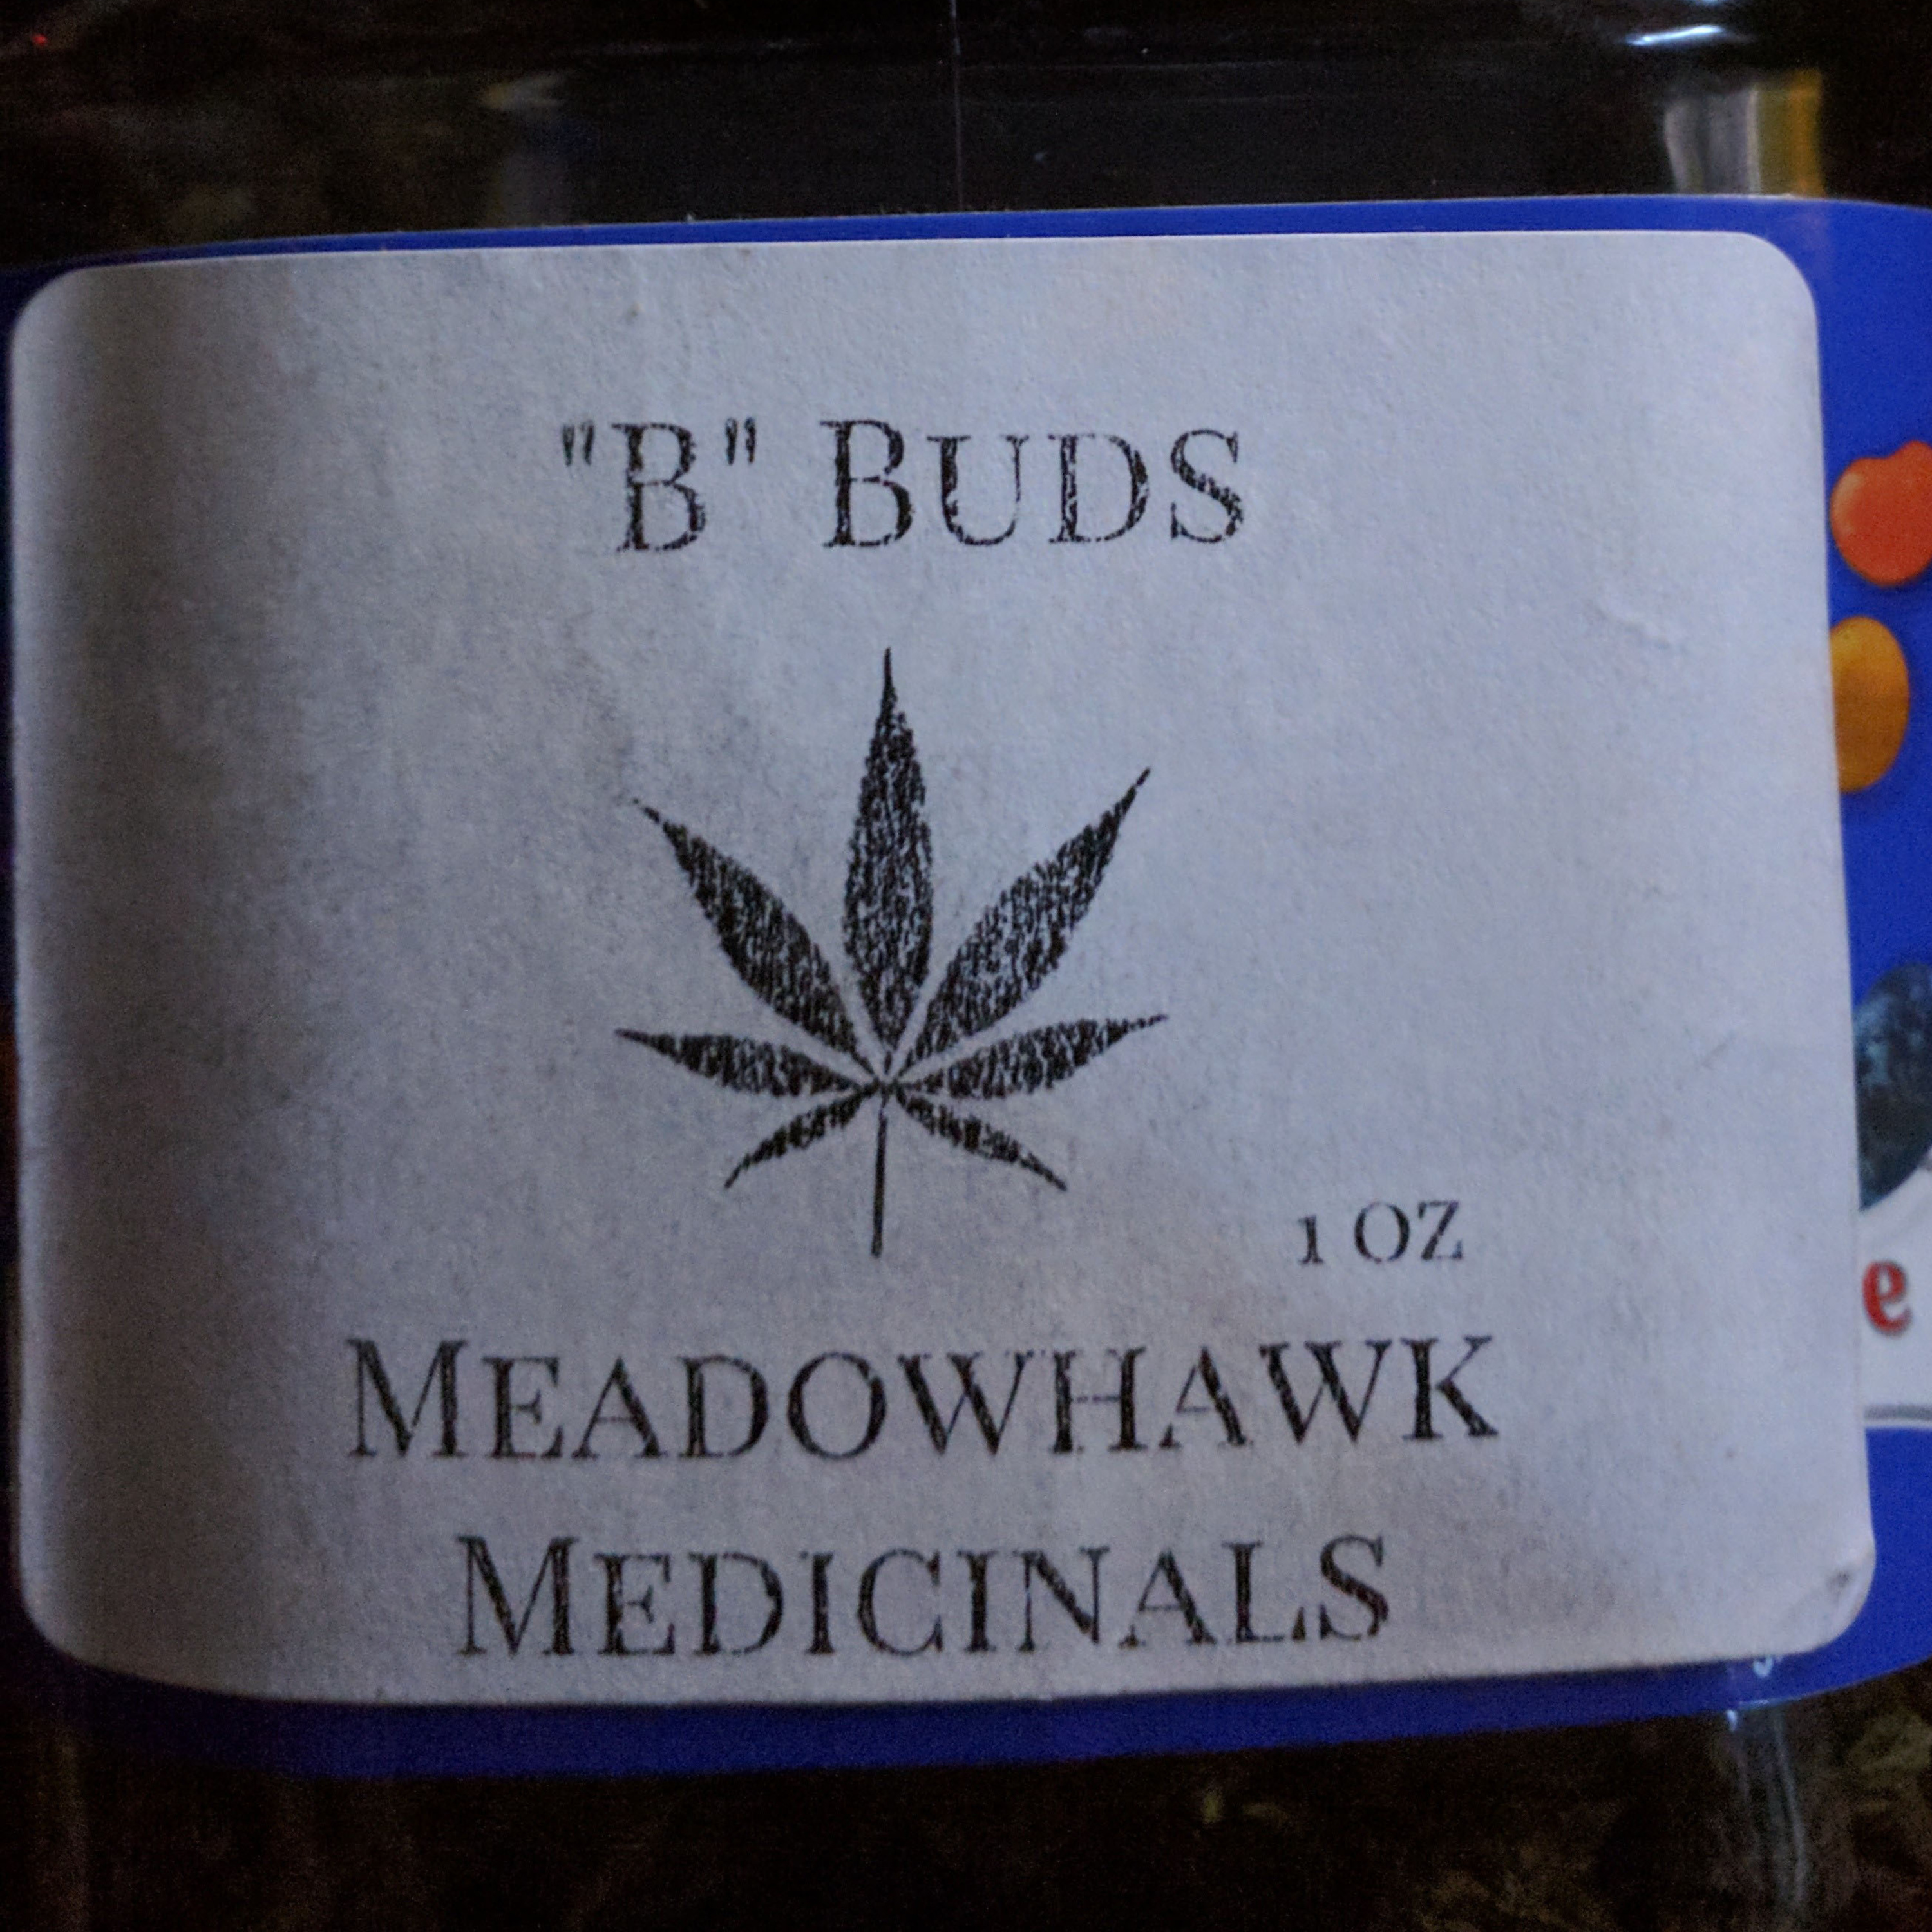 "B" BUDS
1 OZ
MEADOWHAWK
MEDICINALS
e